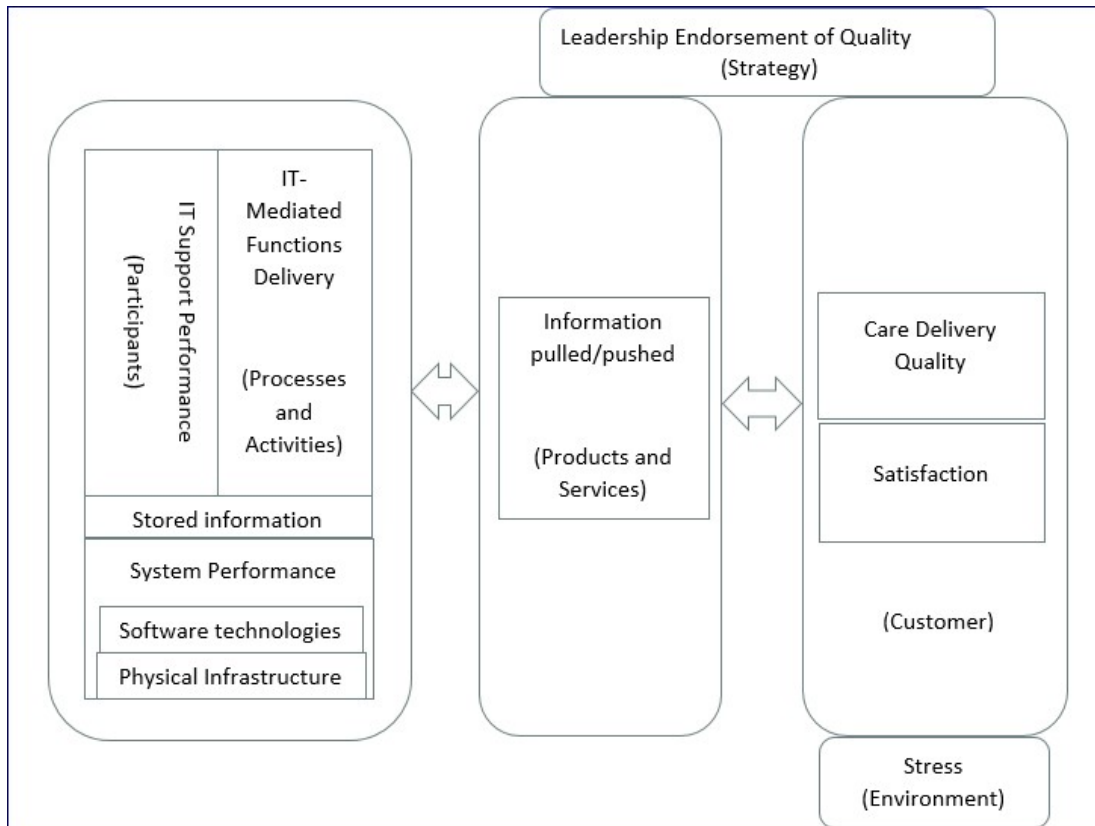 Leadership Endorsement of Quality
(Strategy)
IT Support Performance
(Participants)
IT-
Mediated
Functions
Delivery
(Processes
and
Activities)
Stored information
System Performance
Software technologies
Physical Infrastructure
Information
pulled/pushed
(Products and
Services)
Care Delivery
Quality
Satisfaction
(Customer)
Stress
(Environment)